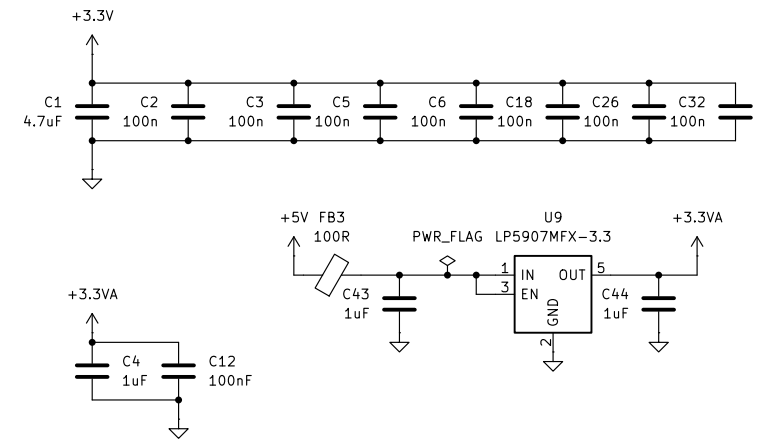 +3.3V
C1 C2 C3 C5 C6 C18 C26 C32
4.7uF 100n 100n 100n 100n 100n 100n 100n
+5V FB3 U9 +3.3VA
100R PWR_FLAG LP5907MFX-3.3
1 IN OUT 5
3 EN
C43 C44
1uF GND 1uF
2
+3.3VA
C4 C12
1uF 100nF